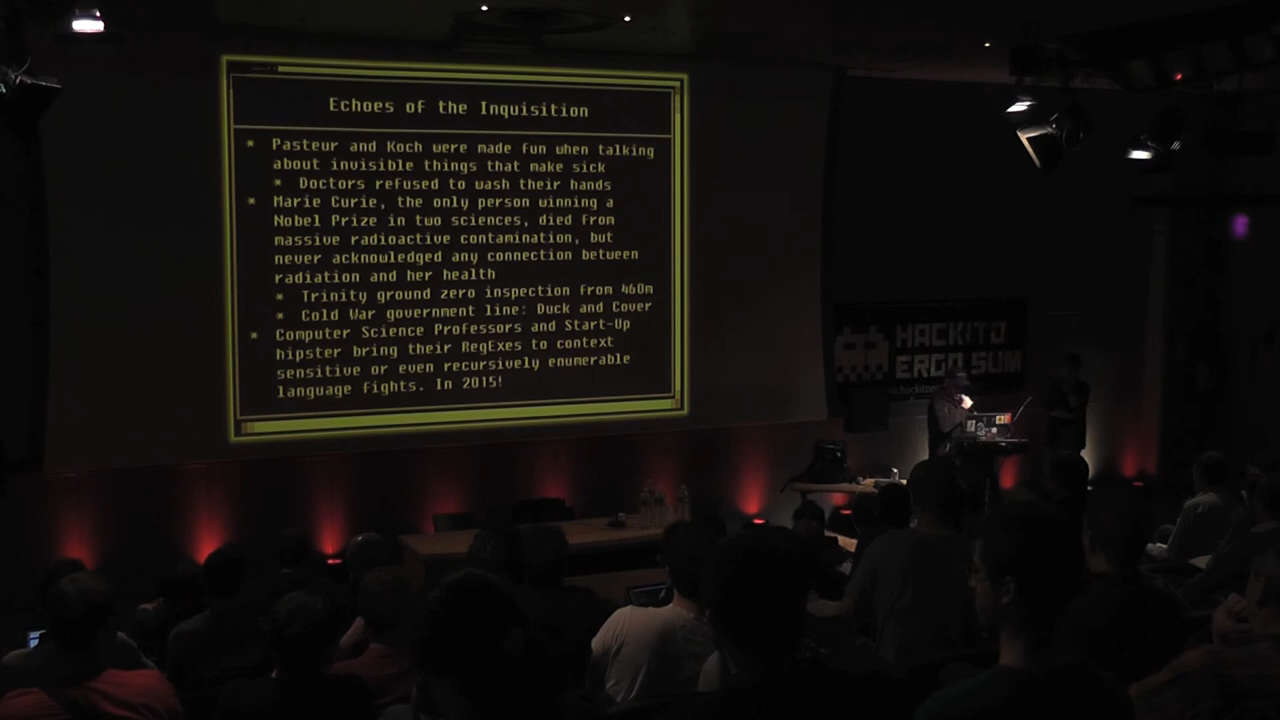 Echoes of the Inquisition
* Pasteur and Koch were made fun when talking
about invisible things that make sick
* Doctors refused to wash their hands
* Marie Curie, the only person winning a
Nobel Prize in two sciences, died from
massive radioactive contamination, but
never acknowledged any connection between
radiation and her health
* Trinity ground zero inspection from 460m
* Cold War government line: Duck and Cover
* Computer Science Professors and Start-Up
hipster bring their RegExes to context
sensitive or even recursively enumerable
language fights. In 2015!
HACKITO
ERGO SUM